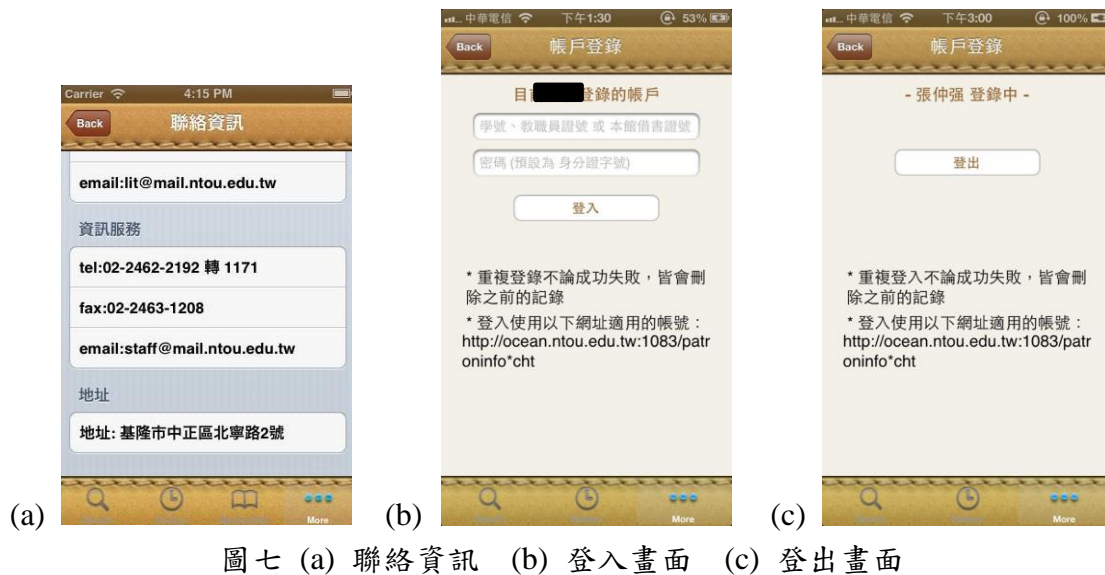 Carrier 4:15 PM
Back 聯絡資訊
email:lit@mail.ntou.edu.tw
資訊服務
tel:02-2462-2192 轉 1171
fax:02-2463-1208
email:staff@mail.ntou.edu.tw
地址
地址: 基隆市中正區北寧路2號
More
(a)
中華電信 下午1:30 53%
Back 帳戶登錄
目 登錄的帳戶
學號、教職員證號 或 本館借書證號
密碼 (預設為 身分證字號)
登入
* 重複登錄不論成功失敗，皆會刪
除之前的記錄
* 登入使用以下網址適用的帳號：
http://ocean.ntou.edu.tw:1083/patr
oninfo*cht
More
(b)
中華電信 下午3:00 100%
Back 帳戶登錄
- 張仲强 登錄中 -
登出
* 重複登入不論成功失敗，皆會刪
除之前的記錄
* 登入使用以下網址適用的帳號：
http://ocean.ntou.edu.tw:1083/patr
oninfo*cht
More
(c)
圖七 (a) 聯絡資訊 (b) 登入畫面 (c) 登出畫面